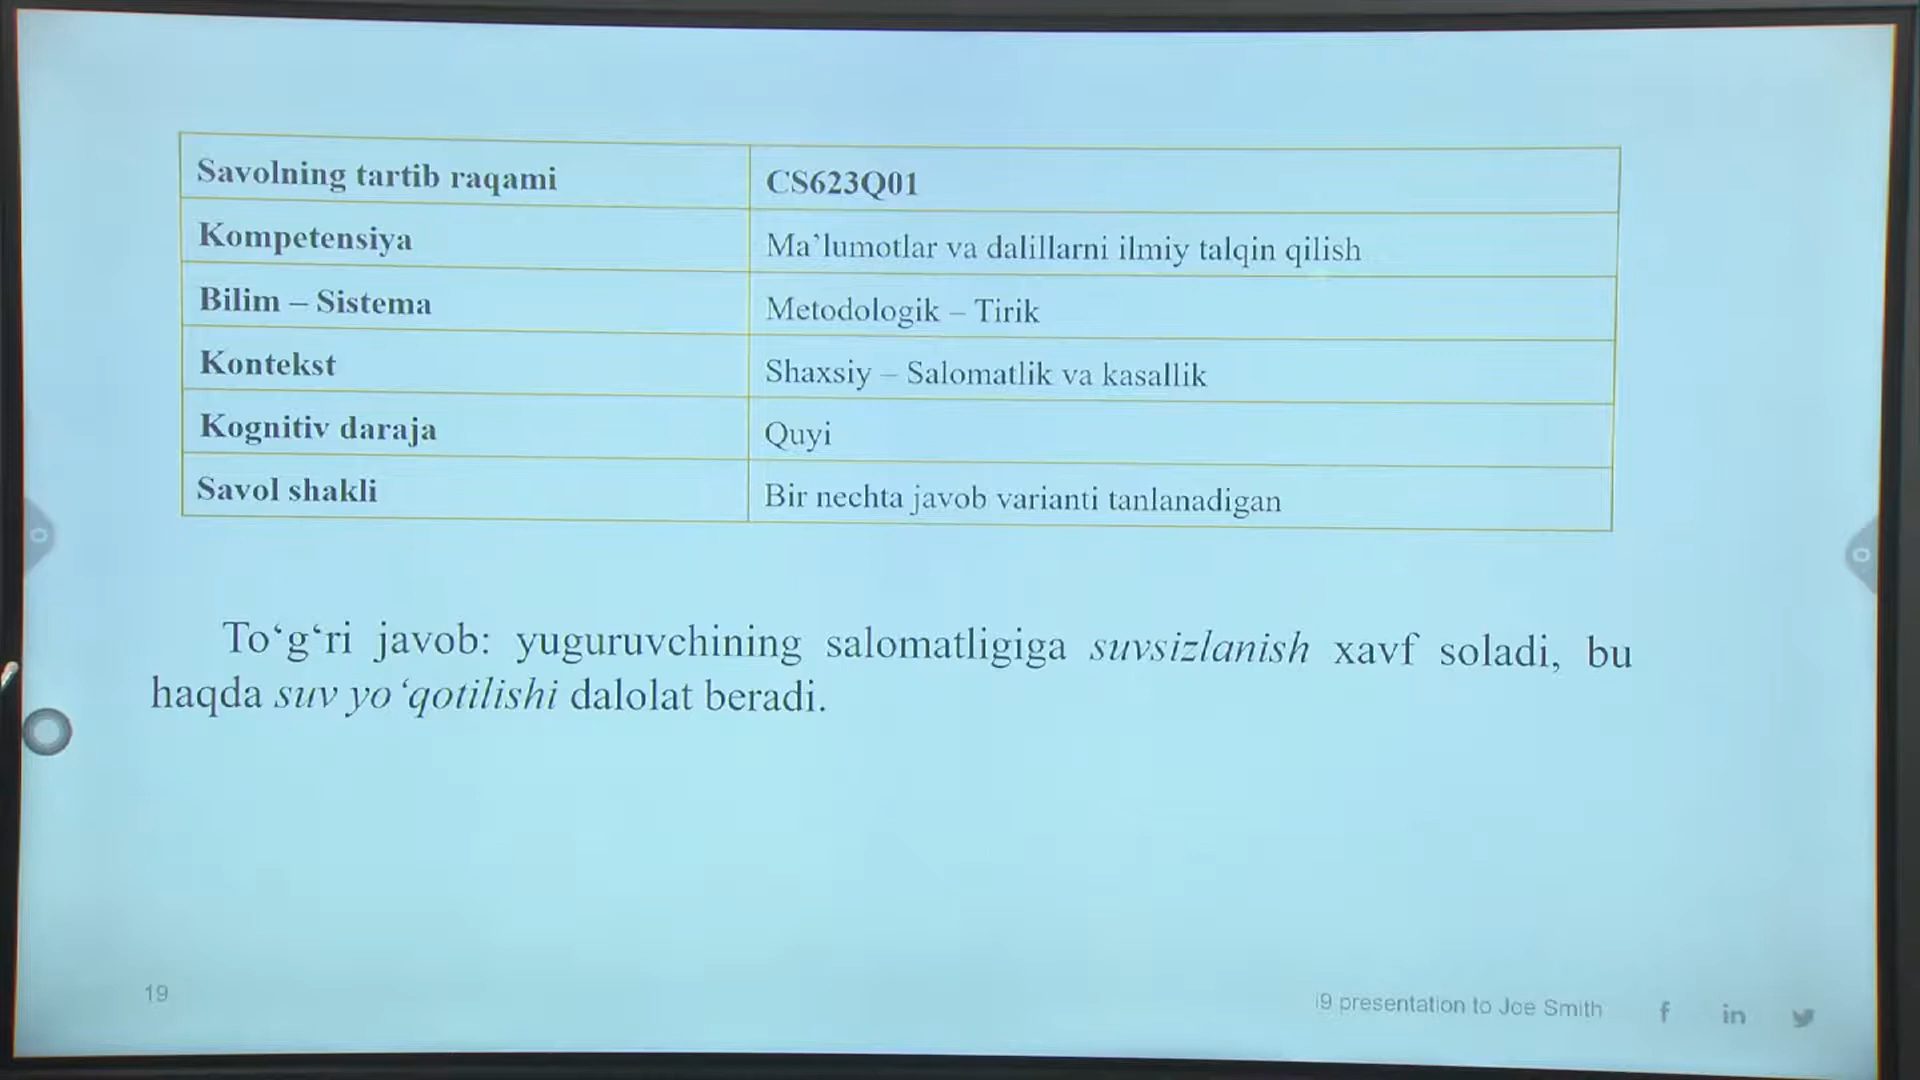 Savolning tartib raqami CS623Q01
Kompetensiya Ma’lumotlar va dalillarni ilmiy talqin qilish
Bilim – Sistema Metodologik – Tirik
Kontekst Shaxsiy – Salomatlik va kasallik
Kognitiv daraja Quyi
Savol shakli Bir nechta javob varianti tanlanadigan
To‘g‘ri javob: yuguruvchining salomatligiga suvsizlanish xavf soladi, bu
haqda suv yo‘qotilishi dalolat beradi.
19
i9 presentation to Joe Smith
f in